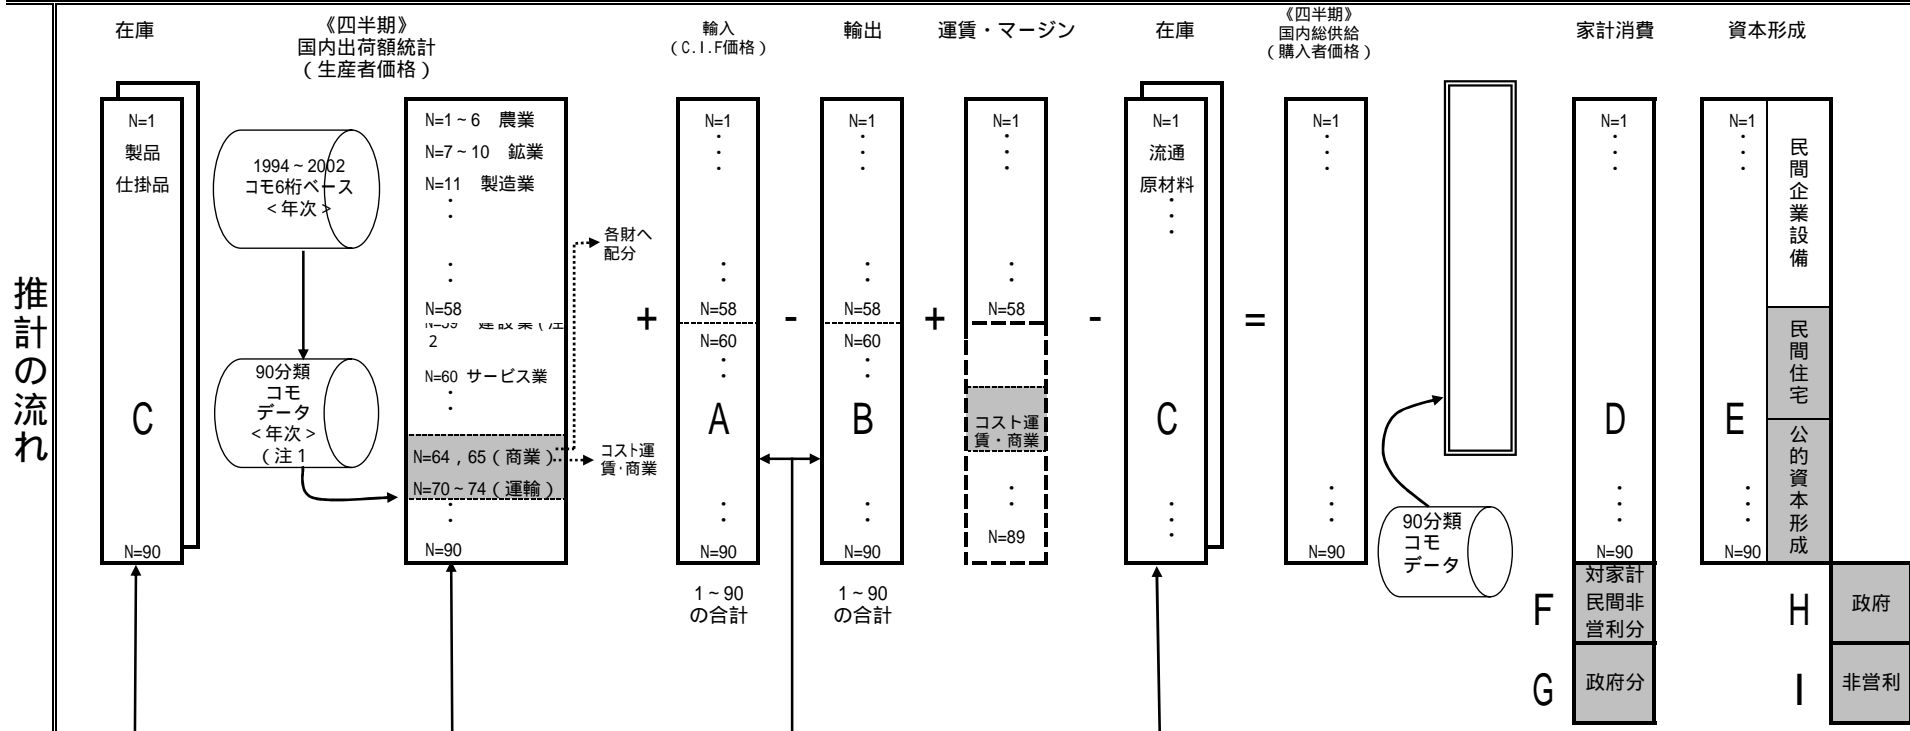 推計の流れ
在庫
《四半期》
国内出荷額統計
(生産者価格)
輸入
(C.I.F価格)
輸出
運賃・マージン
在庫
《四半期》
国内総供給
(購入者価格)
家計消費
資本形成
N=1
製品
仕掛品
C
N=90
1994~2002
コモ6桁ベース
<年次>
90分類
コモ
データ
<年次>
(注1
N=1~6 農業
N=7~10 鉱業
N=11 製造業
・
・
・
・
N=58
N=59 建設業(注
2
N=60 サービス業
・
・
N=64,65(商業)
N=70~74(運輸)
・
・
N=90
各財へ
配分
コスト運
賃・商業
+
N=1
・
・
・
・
・
N=58
N=60
・
・
A
・
・
N=90
1~90
の合計
-
N=1
・
・
・
・
・
N=58
N=60
・
・
B
・
・
N=90
1~90
の合計
+
N=1
・
・
・
・
・
N=58
コスト運
賃・商業
・
・
N=89
-
N=1
流通
原材料
・
・
C
・
・
・
N=90
=
N=1
・
・
・
・
・
・
N=90
90分類
コモ
データ
N=1
・
・
・
D
・
・
・
N=90
対家計
民間非
営利分
F
政府分
G
N=1
・
・
・
E
・
・
・
N=90
民間企業設備
民間住宅
公的資本形成
H
政府
I
非営利